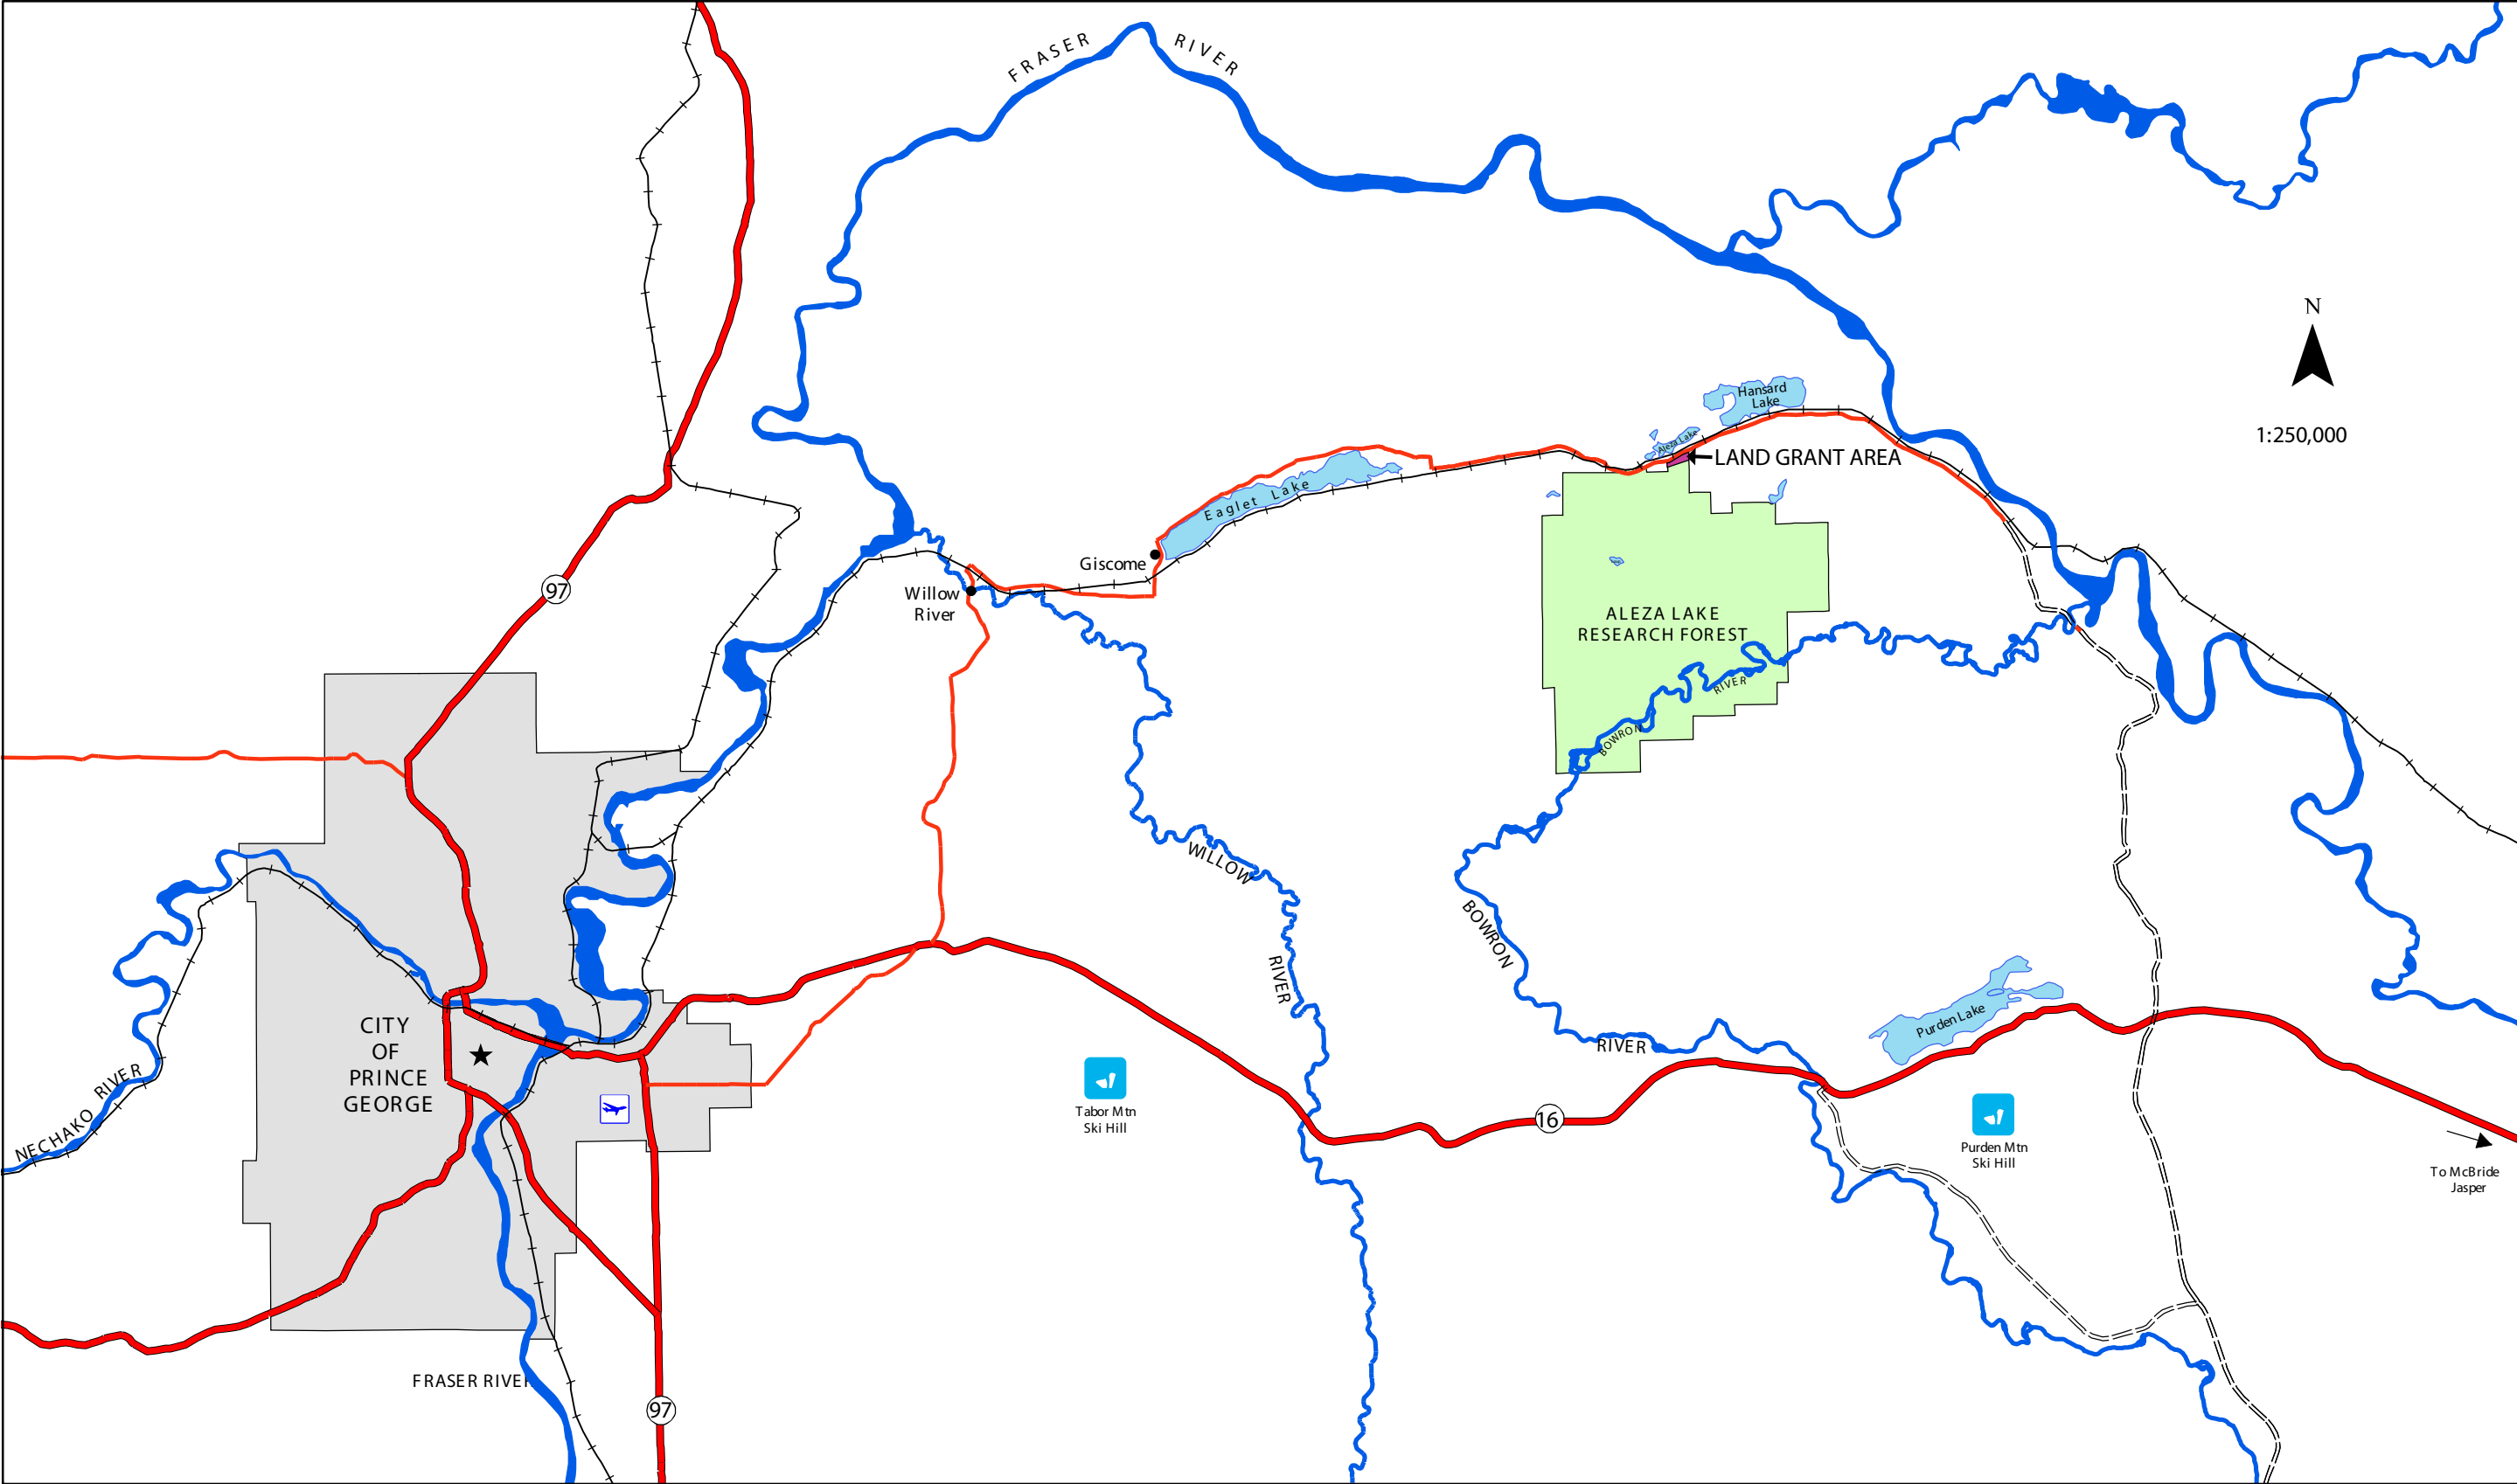 FRASER RIVER
N
1:250,000
Hansard
Lake
Aleza Lake
LAND GRANT AREA
Eaglet Lake
Giscome
Willow
River
97
ALEZA LAKE
RESEARCH FOREST
RIVER
BOWRON
WILLOW
RIVER
BOWRON
RIVER
Purden Lake
CITY
OF
PRINCE
GEORGE
NECHAKO RIVER
Tabor Mtn
Ski Hill
16
Purden Mtn
Ski Hill
To McBride
Jasper
FRASER RIVER
97